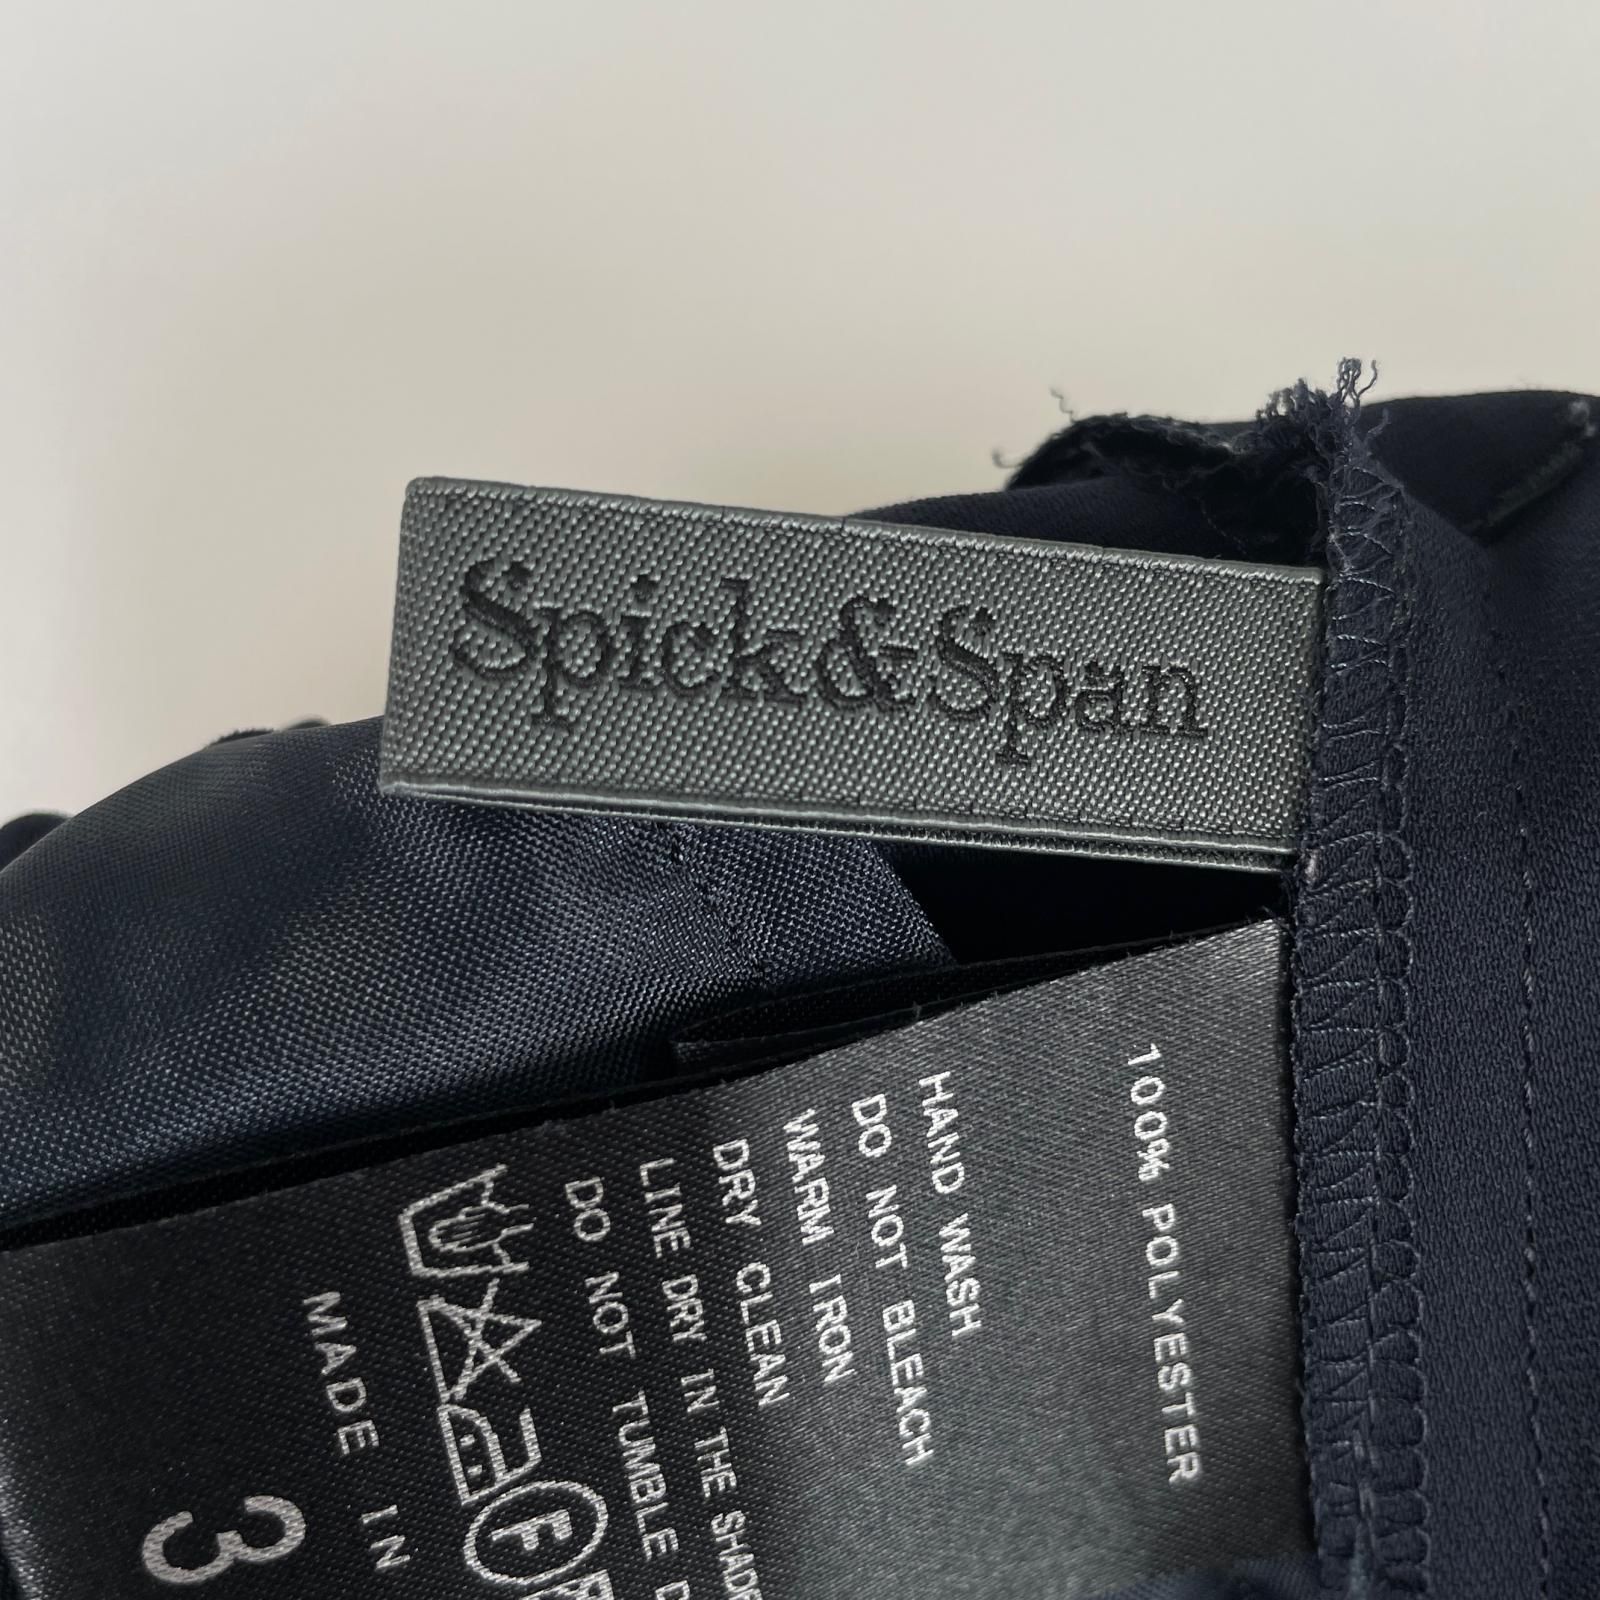 Spick&Span
100% POLYESTER
HAND WASH
DO NOT BLEACH
WARM IRON
DRY CLEAN
LINE DRY IN THE SHADE
DO NOT TUMBLE
F
MADE IN
3